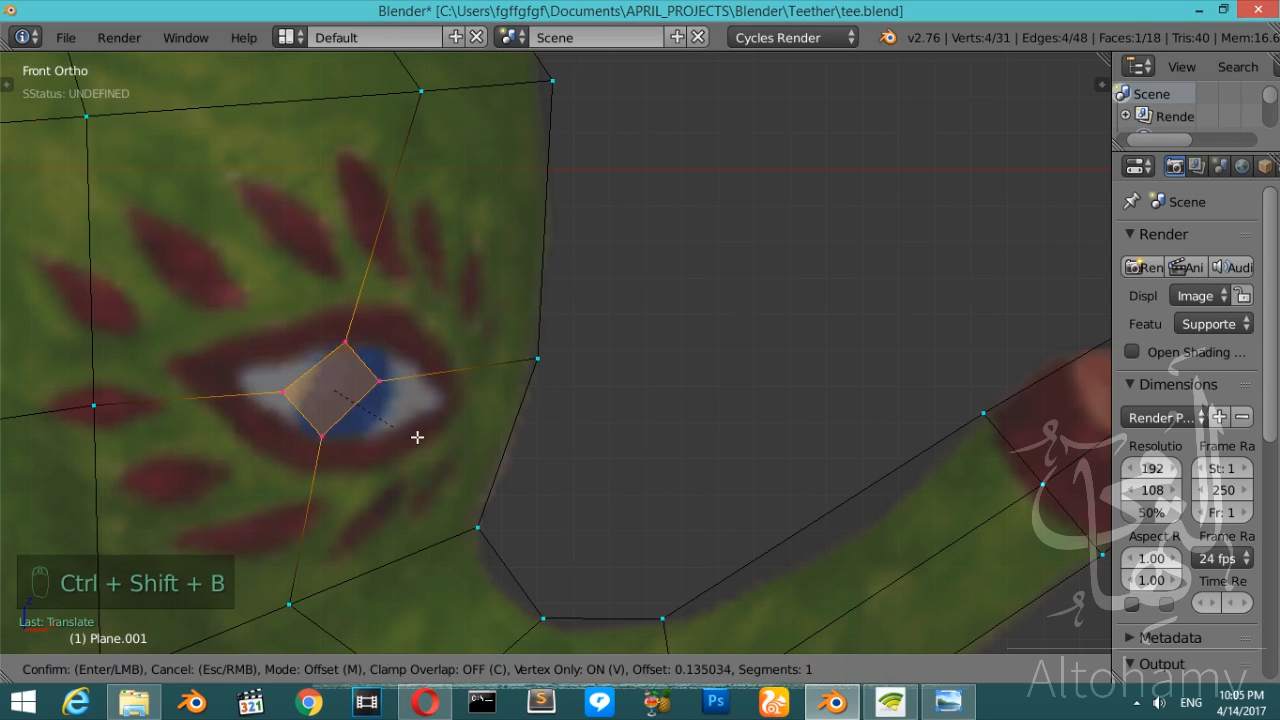 Blender* [C:\Users\fgffgfgf\Documents\APRIL_PROJECTS\Blender\Teether\tee.blend]
File Render Window Help Default Scene Cycles Render v2.76 | Verts:4/31 | Edges:4/48 | Faces:1/18 | Tris:40 | Mem:16.6
Front Ortho
SStatus: UNDEFINED
View Search
Scene
Rende
Scene
Render
Ren Ani Audi
Displ Image
Featu Supporte
Open Shading ...
Dimensions
Render P...
Resolutio Frame Ra
192 St: 1
108 250
50% Fr: 1
Aspect R Frame Ra
1.00 24 fps
1.00 Time Re
Metadata
Output
Ctrl + Shift + B
Last: Translate
(1) Plane.001
Confirm: (Enter/LMB), Cancel: (Esc/RMB), Mode: Offset (M), Clamp Overlap: OFF (C), Vertex Only: ON (V), Offset: 0.135034, Segments: 1
Altohamy
321
Ps
ENG
10:05 PM
4/14/2017